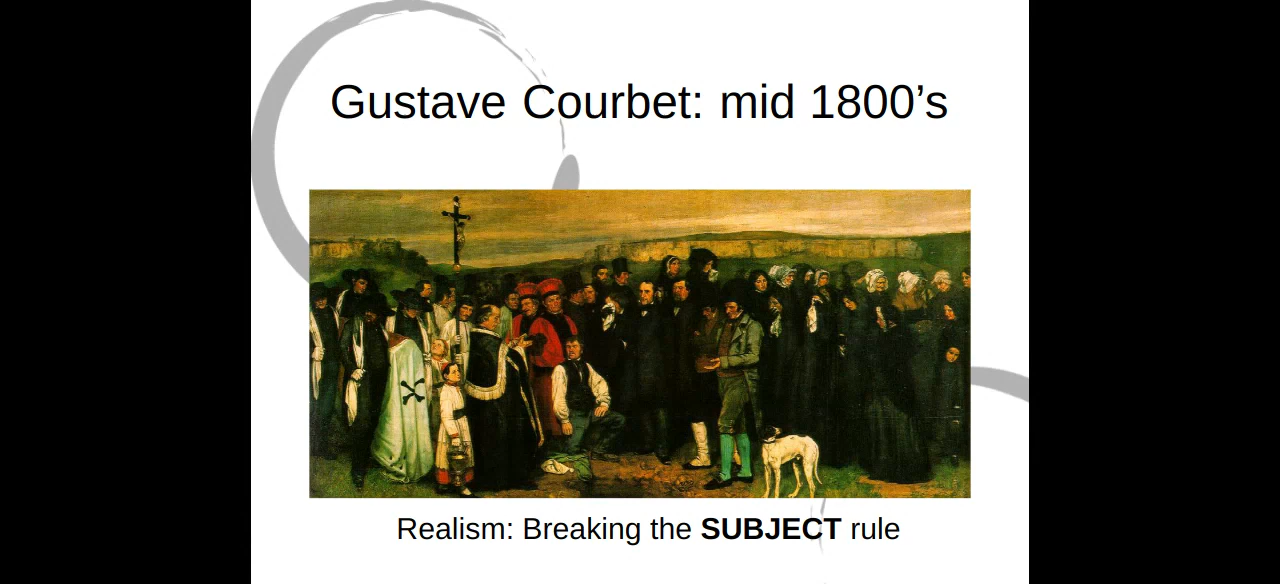 Gustave Courbet: mid 1800’s
Realism: Breaking the SUBJECT rule